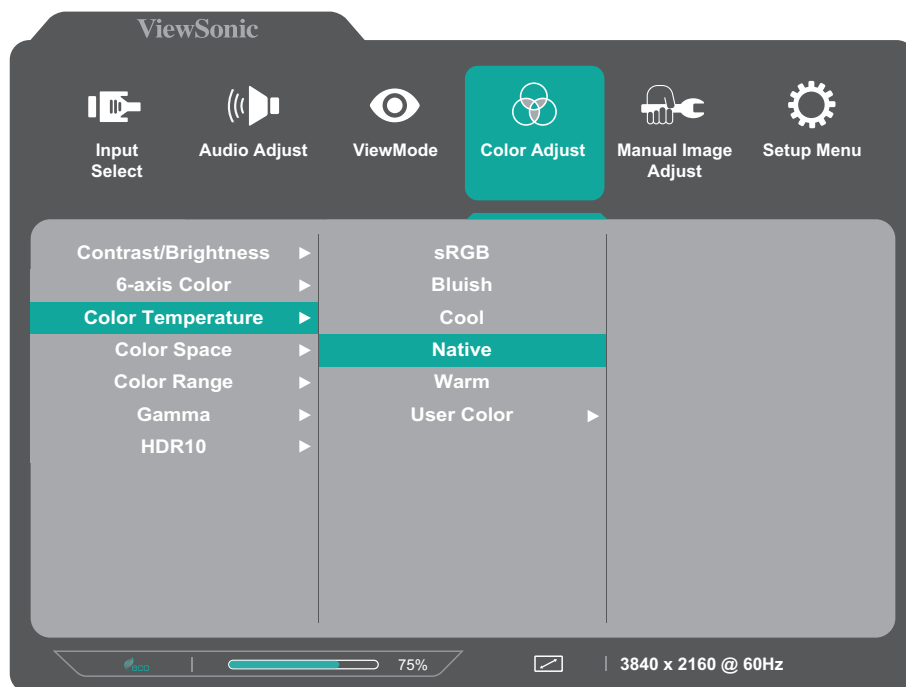 ViewSonic
Input
Select
Audio Adjust
ViewMode
Color Adjust
Manual Image
Adjust
Setup Menu
Contrast/Brightness
6-axis Color
Color Temperature
Color Space
Color Range
Gamma
HDR10
sRGB
Bluish
Cool
Native
Warm
User Color
eco
75%
3840 x 2160 @ 60Hz